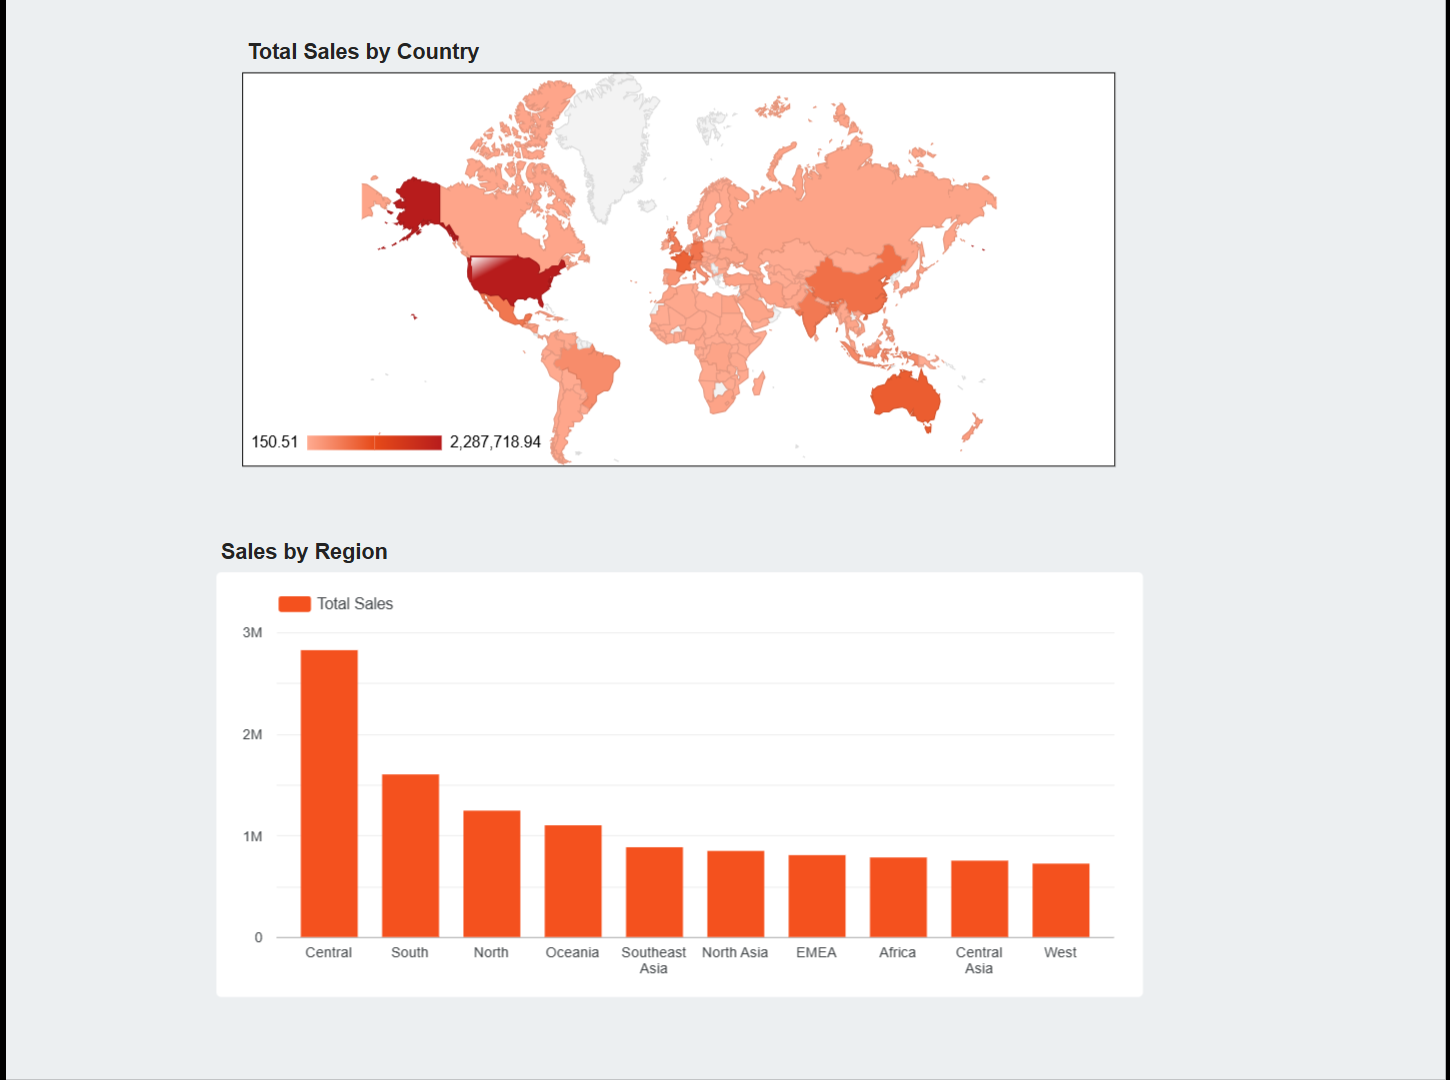 Total Sales by Country
150.51
2,287,718.94
Sales by Region
Total Sales
3M
2M
1M
0
Central
South
North
Oceania
Southeast
Asia
North Asia
EMEA
Africa
Central
Asia
West